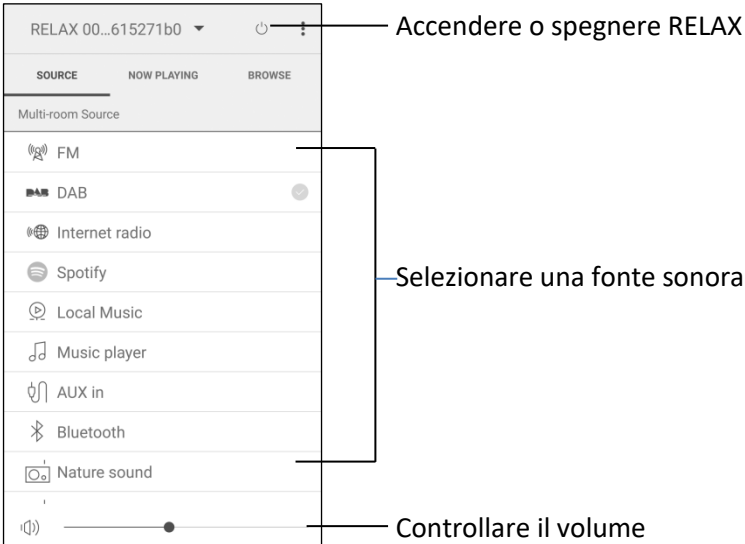 RELAX 00...615271b0
Accendere o spegnere RELAX
SOURCE NOW PLAYING BROWSE
Multi-room Source
FM
DAB DAB
Internet radio
Spotify
Selezionare una fonte sonora
Local Music
Music player
AUX in
Bluetooth
Nature sound
Controllare il volume